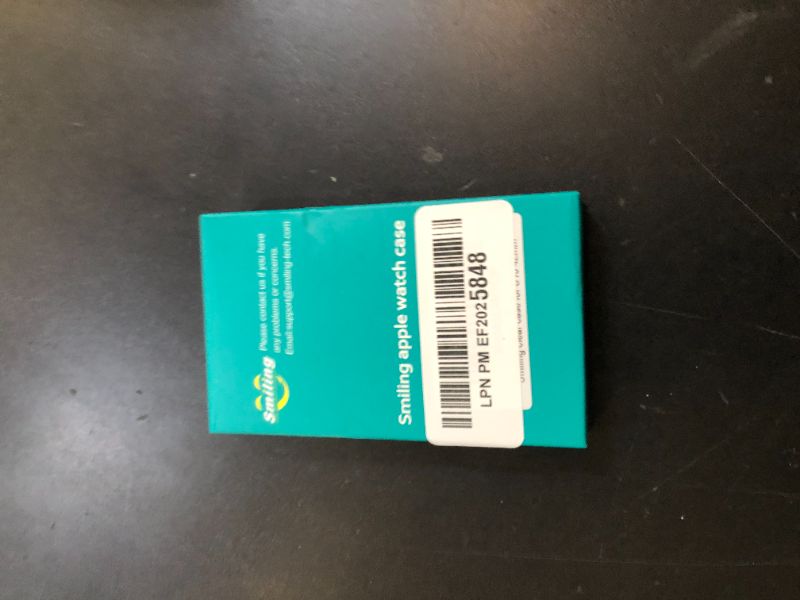 Smiling
Please contact us if you have
any problems or concerns.
Email:support@smiling-tech.com
Smiling apple watch case
LPN PM EF2025848